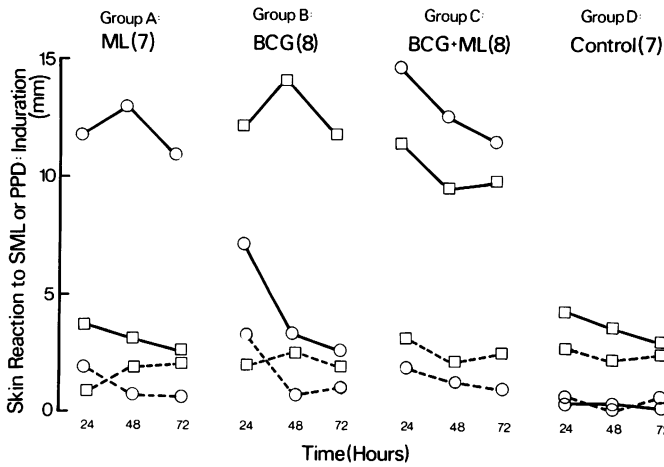 Group A: Group B: Group C: Group D:
ML(7) BCG(8) BCG+ML(8) Control(7)
Skin Reaction to SML or PPD: Induration
(mm)
15
10
5
0
24 48 72 24 48 72 24 48 72 24 48 72
Time(Hours)